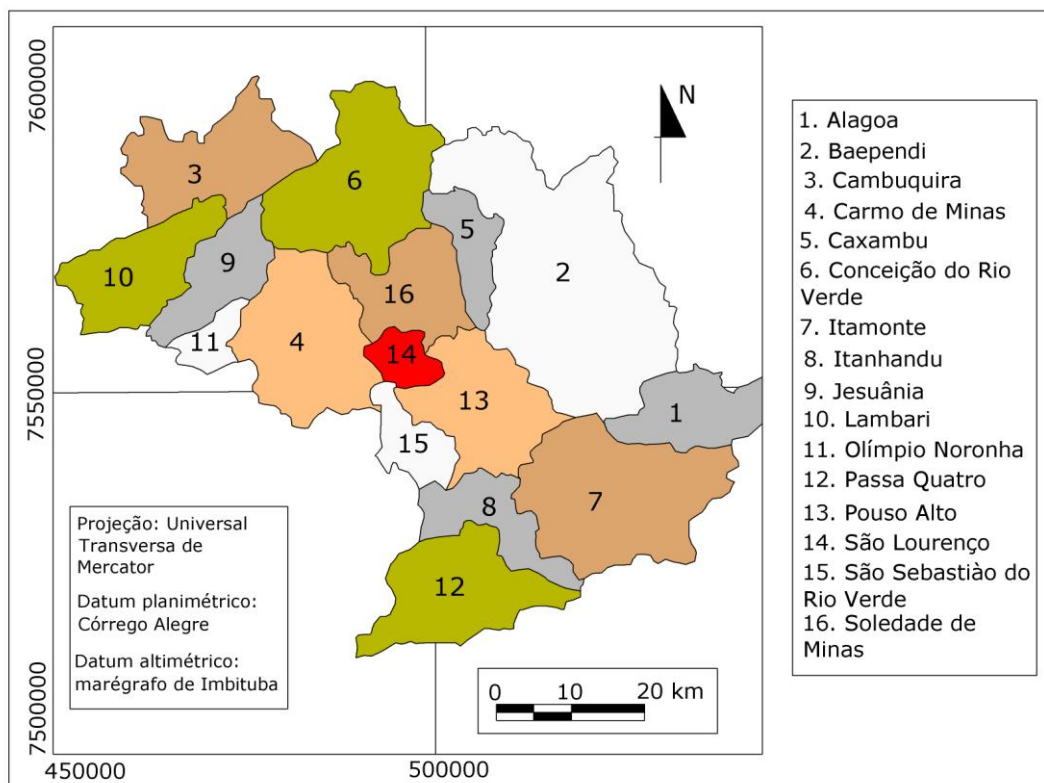 7600000
7550000
7500000
450000
500000
N
3
6
5
2
9
10
16
11
4
14
13
1
15
8
7
12
Projeção: Universal
Transversa de
Mercator
Datum planimétrico:
Córrego Alegre
Datum altimétrico:
marégrafo de Imbituba
0 10 20 km
1. Alagoa
2. Baependi
3. Cambuquira
4. Carmo de Minas
5. Caxambu
6. Conceição do Rio
Verde
7. Itamonte
8. Itanhandu
9. Jesuânia
10. Lambari
11. Olímpio Noronha
12. Passa Quatro
13. Pouso Alto
14. São Lourenço
15. São Sebastiào do
Rio Verde
16. Soledade de
Minas